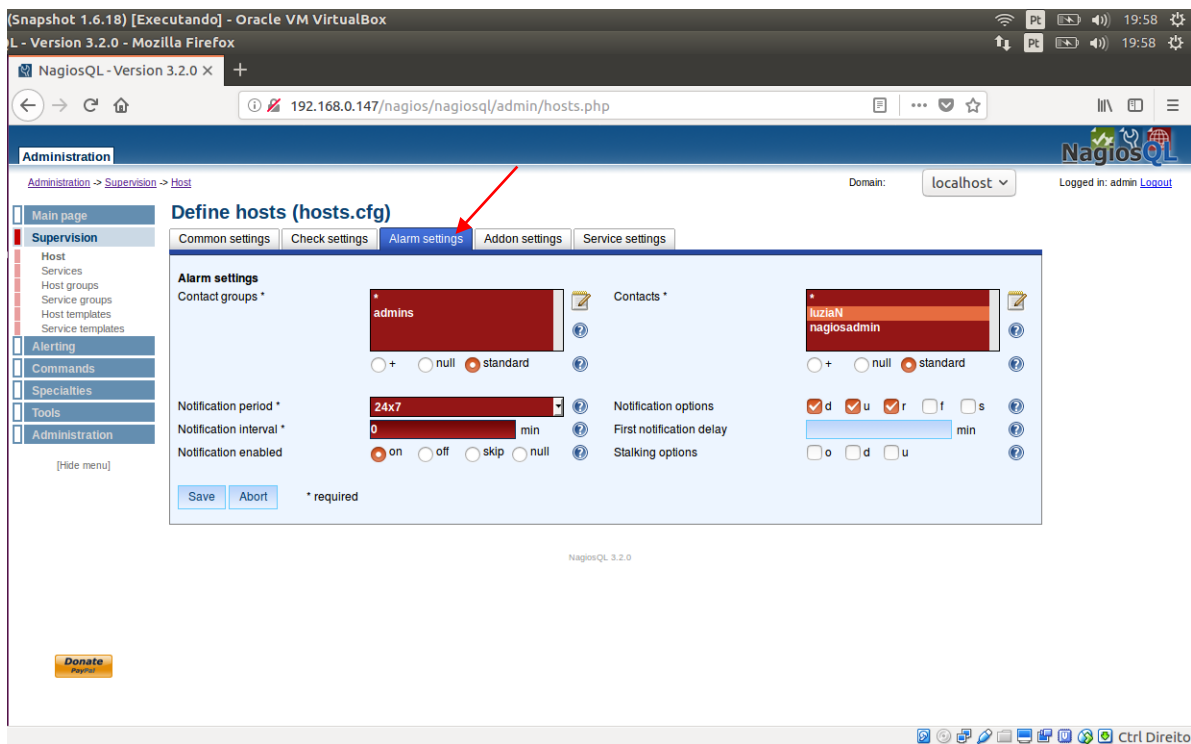 (Snapshot 1.6.18) [Executando] - Oracle VM VirtualBox
Pt
19:58
L - Version 3.2.0 - Mozilla Firefox
Pt
19:58
NagiosQL - Version 3.2.0
192.168.0.147/nagios/nagiosql/admin/hosts.php
Administration
NagiosQL
Administration -> Supervision -> Host
Domain: localhost
Logged in: admin Logout
Main page
Supervision
Host
Services
Host groups
Service groups
Host templates
Service templates
Alerting
Commands
Specialties
Tools
Administration
[Hide menu]
Define hosts (hosts.cfg)
Common settings Check settings Alarm settings Addon settings Service settings
Alarm settings
Contact groups *
*
admins
+ null standard
Contacts *
*
luziaN
nagiosadmin
+ null standard
Notification period * 24x7
Notification options d u r f s
Notification interval * 0 min
First notification delay min
Notification enabled on off skip null
Stalking options o d u
Save Abort * required
NagiosQL 3.2.0
Donate
PayPal
Ctrl Direito